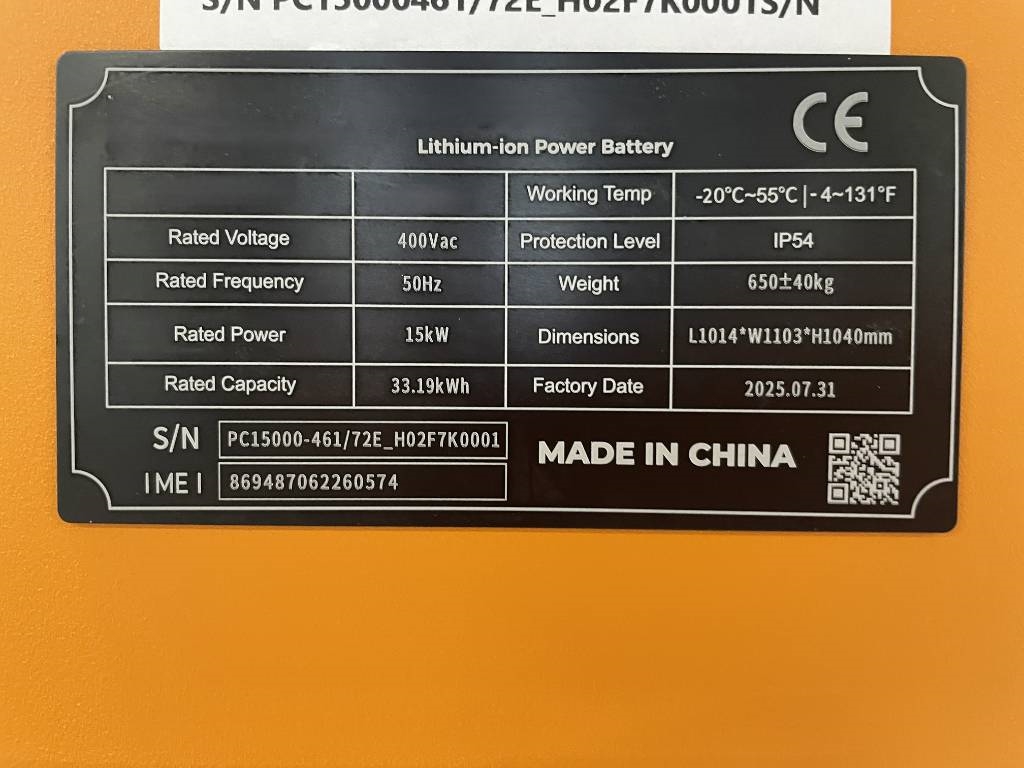 S/N PC15000461/72E_H02F7K0001S/N
CE
Lithium-ion Power Battery
Working Temp -20°C~55°C|-4~131°F
Rated Voltage 400Vac Protection Level IP54
Rated Frequency 50Hz Weight 650±40kg
Rated Power 15kW Dimensions L1014*W1103*H1040mm
Rated Capacity 33.19kWh Factory Date 2025.07.31
S/N PC15000-461/72E_H02F7K0001
MADE IN CHINA
IMEI 869487062260574